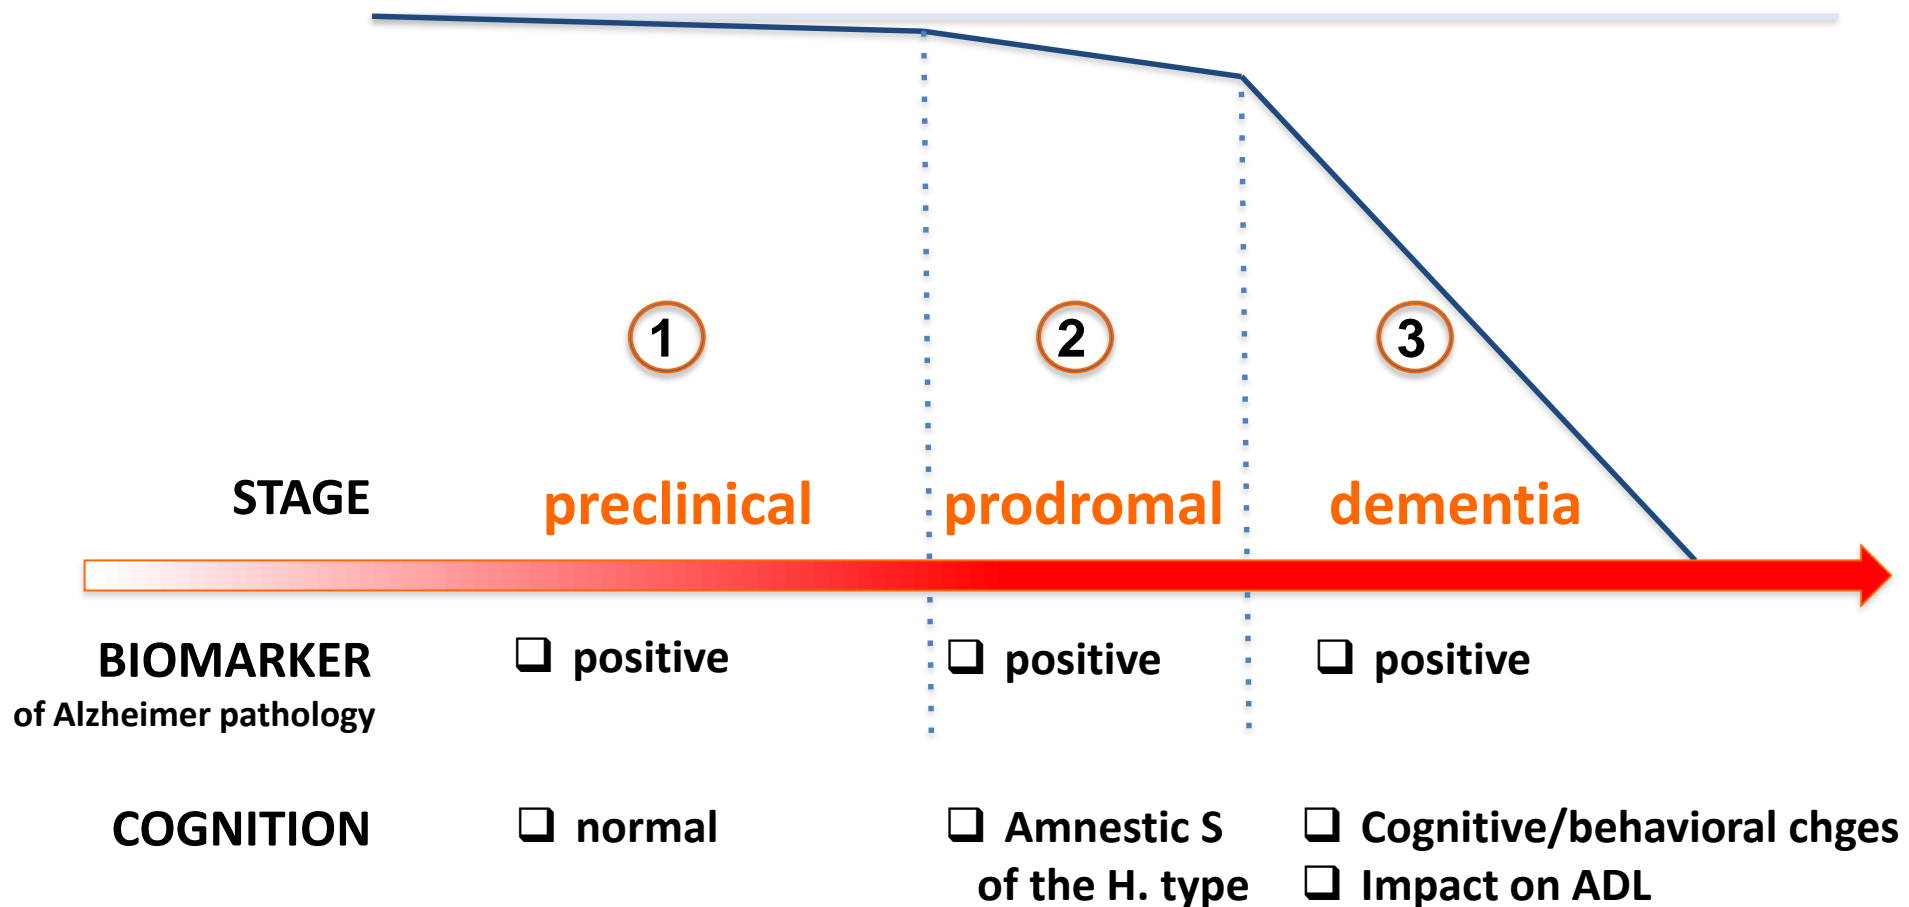 1 2 3
STAGE preclinical prodromal dementia
BIOMARKER ❑ positive ❑ positive ❑ positive
of Alzheimer pathology
COGNITION ❑ normal ❑ Amnestic S ❑ Cognitive/behavioral chges
of the H. type ❑ Impact on ADL